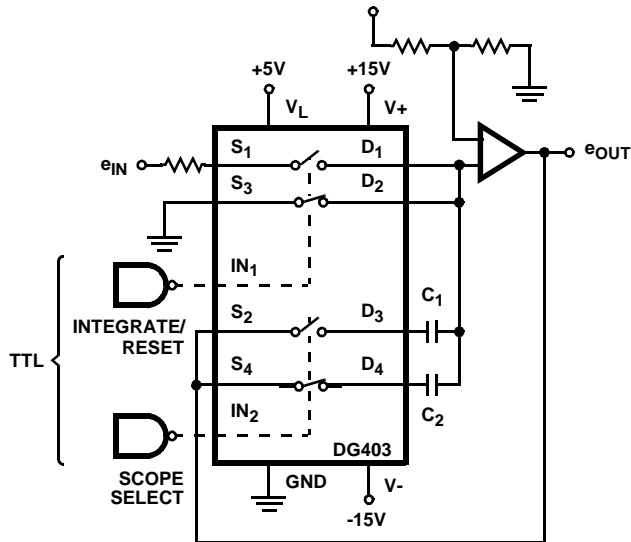 +5V
+15V
VL
V+
eIN
S1
D1
eOUT
S3
D2
IN1
INTEGRATE/
RESET
S2
D3
C1
TTL
S4
D4
IN2
C2
DG403
SCOPE
SELECT
GND
V-
-15V